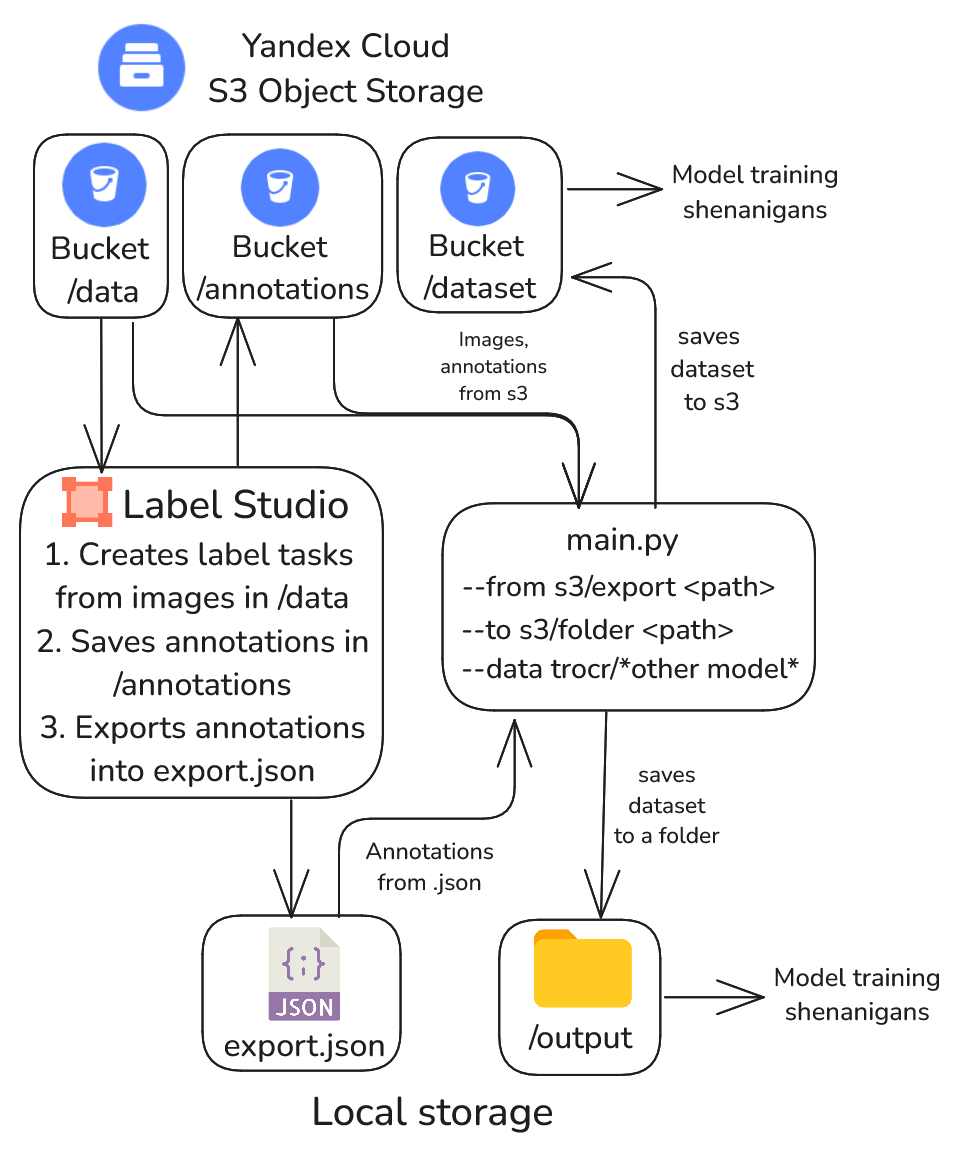 Yandex Cloud
S3 Object Storage
Bucket
/data
Bucket
/annotations
Bucket
/dataset
Model training
shenanigans
Images,
annotations
from s3
saves
dataset
to s3
Label Studio
1. Creates label tasks
from images in /data
2. Saves annotations in
/annotations
3. Exports annotations
into export.json
main.py
--from s3/export <path>
--to s3/folder <path>
--data trocr/*other model*
Annotations
from .json
saves
dataset
to a folder
{;}
JSON
export.json
/output
Model training
shenanigans
Local storage